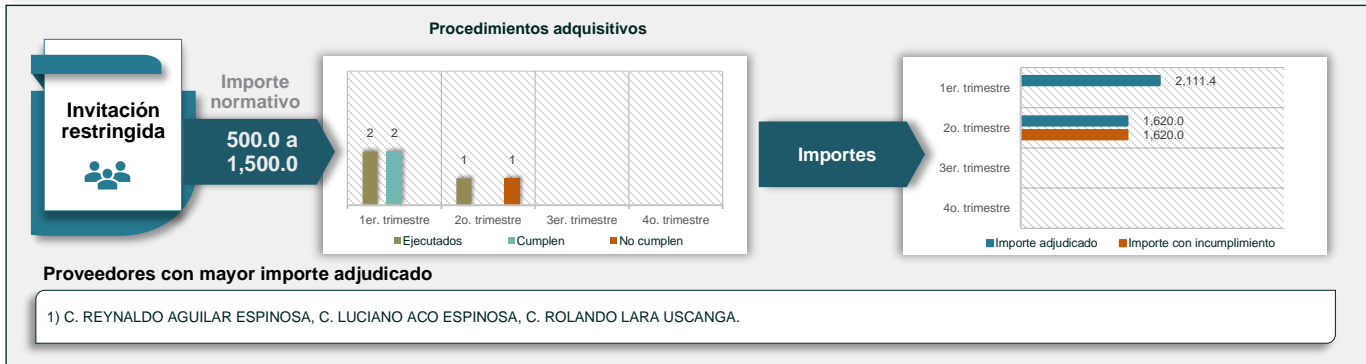 Procedimientos adquisitivos
Invitación
restringida
Importe
normativo
500.0 a
1,500.0
2
2
1
1
1er. trimestre
2o. trimestre
3er. trimestre
4o. trimestre
Ejecutados
Cumplen
No cumplen
Importes
1er. trimestre
2,111.4
2o. trimestre
1,620.0
1,620.0
3er. trimestre
4o. trimestre
Importe adjudicado
Importe con incumplimiento
Proveedores con mayor importe adjudicado
1) C. REYNALDO AGUILAR ESPINOSA, C. LUCIANO ACO ESPINOSA, C. ROLANDO LARA USCANGA.